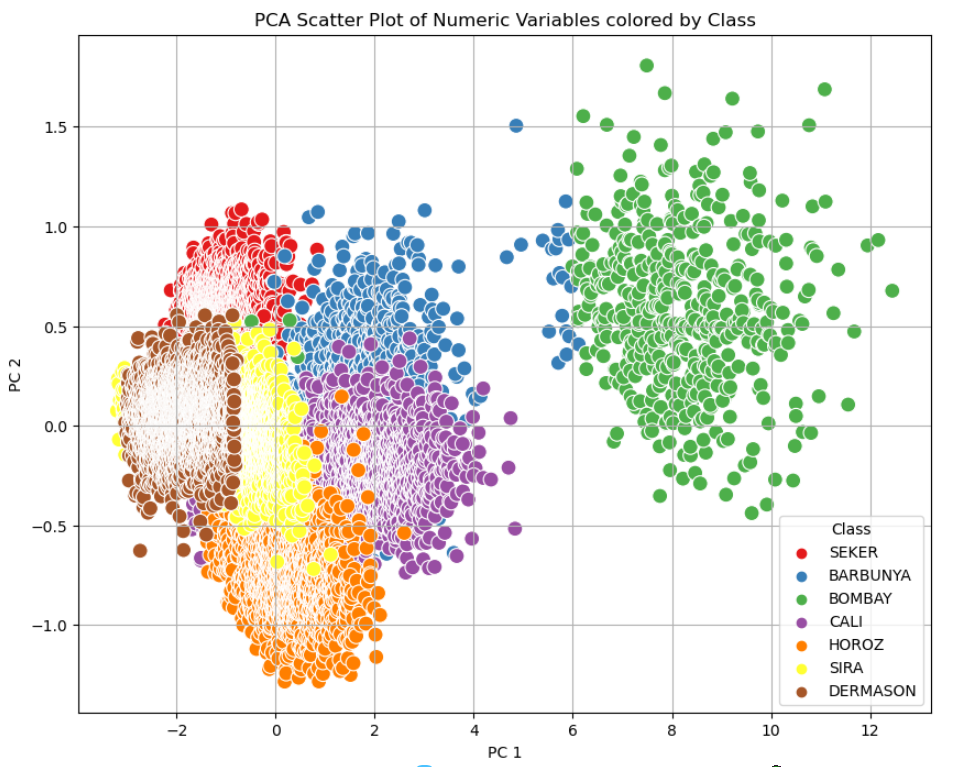 PCA Scatter Plot of Numeric Variables colored by Class
PC 2
1.5
1.0
0.5
0.0
−0.5
−1.0
−2
0
2
4
6
8
10
12
PC 1
Class
SEKER
BARBUNYA
BOMBAY
CALI
HOROZ
SIRA
DERMASON